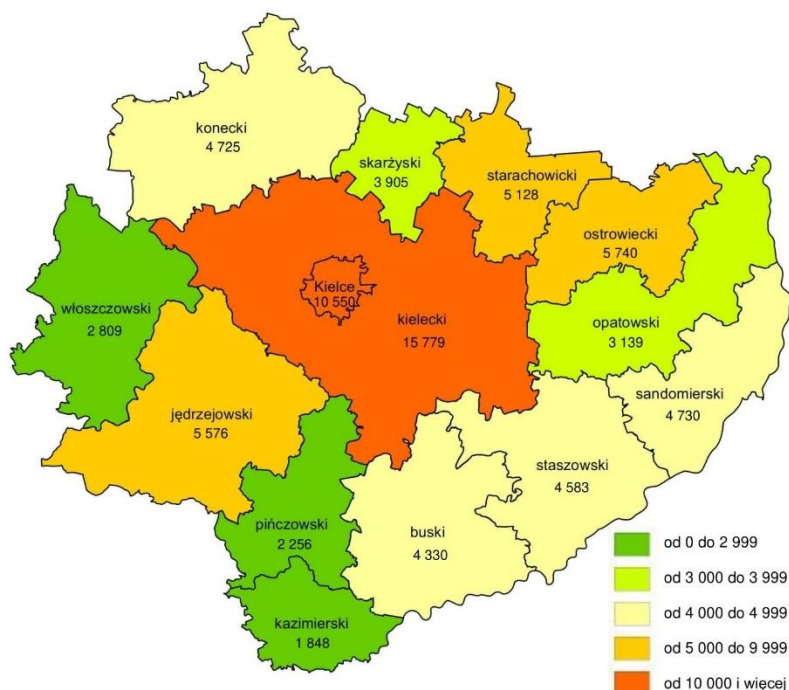 konecki
4 725
skarżyski
3 905
starachowicki
5 128
ostrowiecki
5 740
włoszczowski
2 809
Kielce
10 550
kielecki
15 779
opatowski
3 139
sandomierski
4 730
jędrzejowski
5 576
staszowski
4 583
pińczowski
2 256
buski
4 330
kazimierski
1 848
od 0 do 2 999
od 3 000 do 3 999
od 4 000 do 4 999
od 5 000 do 9 999
od 10 000 i więcej